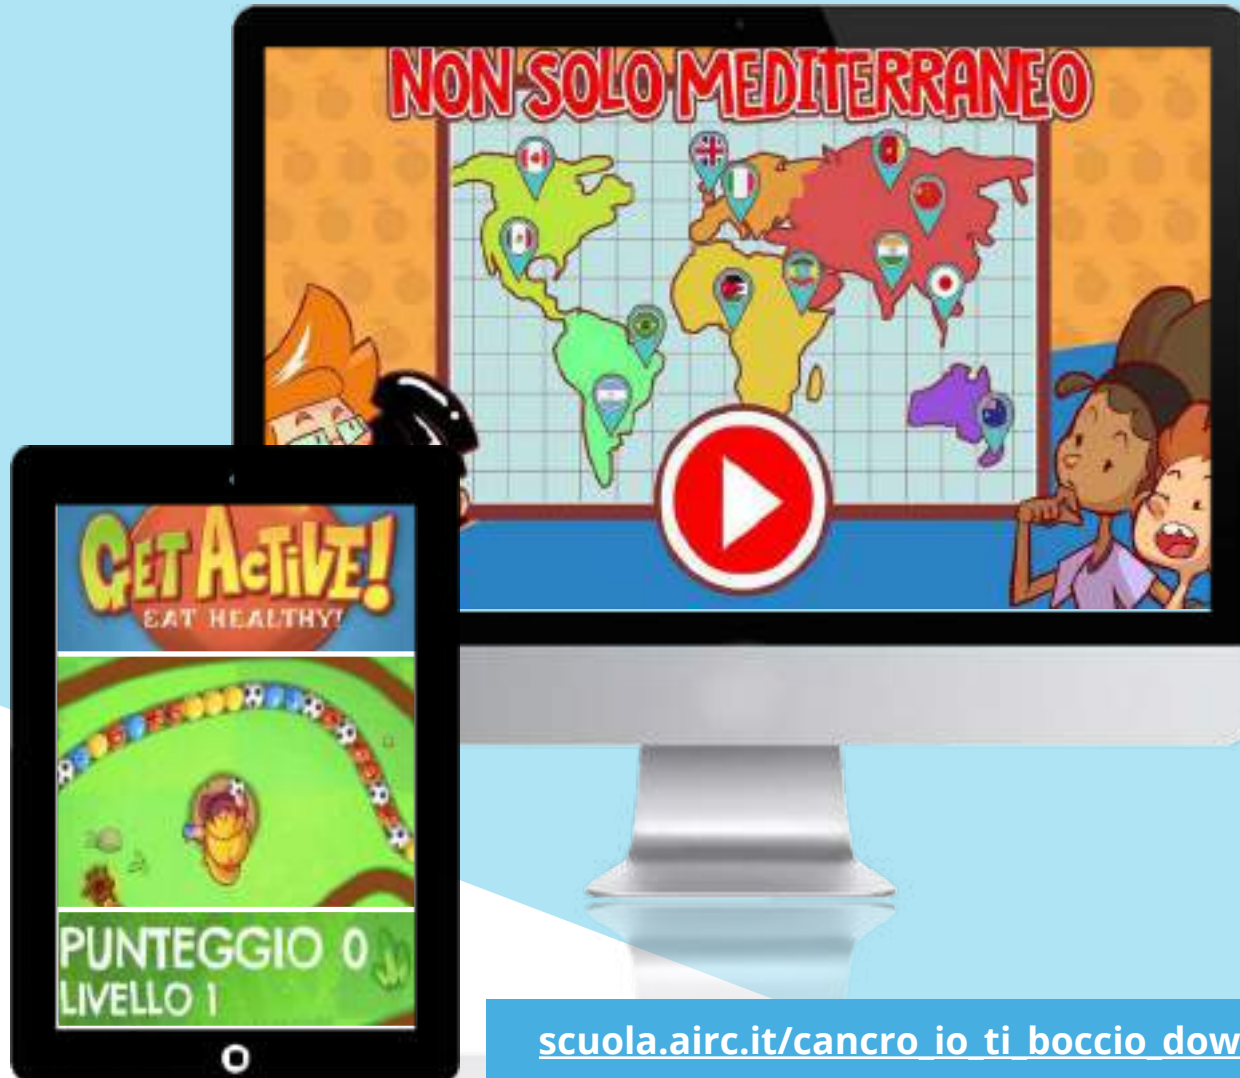 NON SOLO MEDITERRANEO
GET ACTIVE!
EAT HEALTHY!
PUNTEGGIO 0
LIVELLO 1
scuola.airc.it/cancro_io_ti_boccio_dow